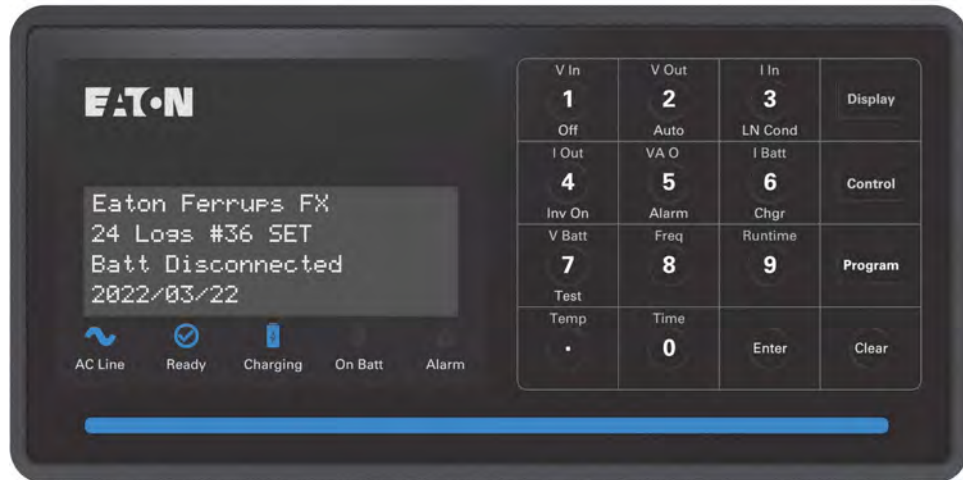 EATON
Eaton Ferrups FX
24 Logs #36 SET
Batt Disconnected
2022/03/22
AC Line Ready Charging On Batt Alarm
V In V Out I In
1 2 3 Display
Off Auto LN Cond
I Out VA O I Batt
4 5 6 Control
Inv On Alarm Chgr
V Batt Freq Runtime
7 8 9 Program
Test
Temp Time
. 0 Enter Clear